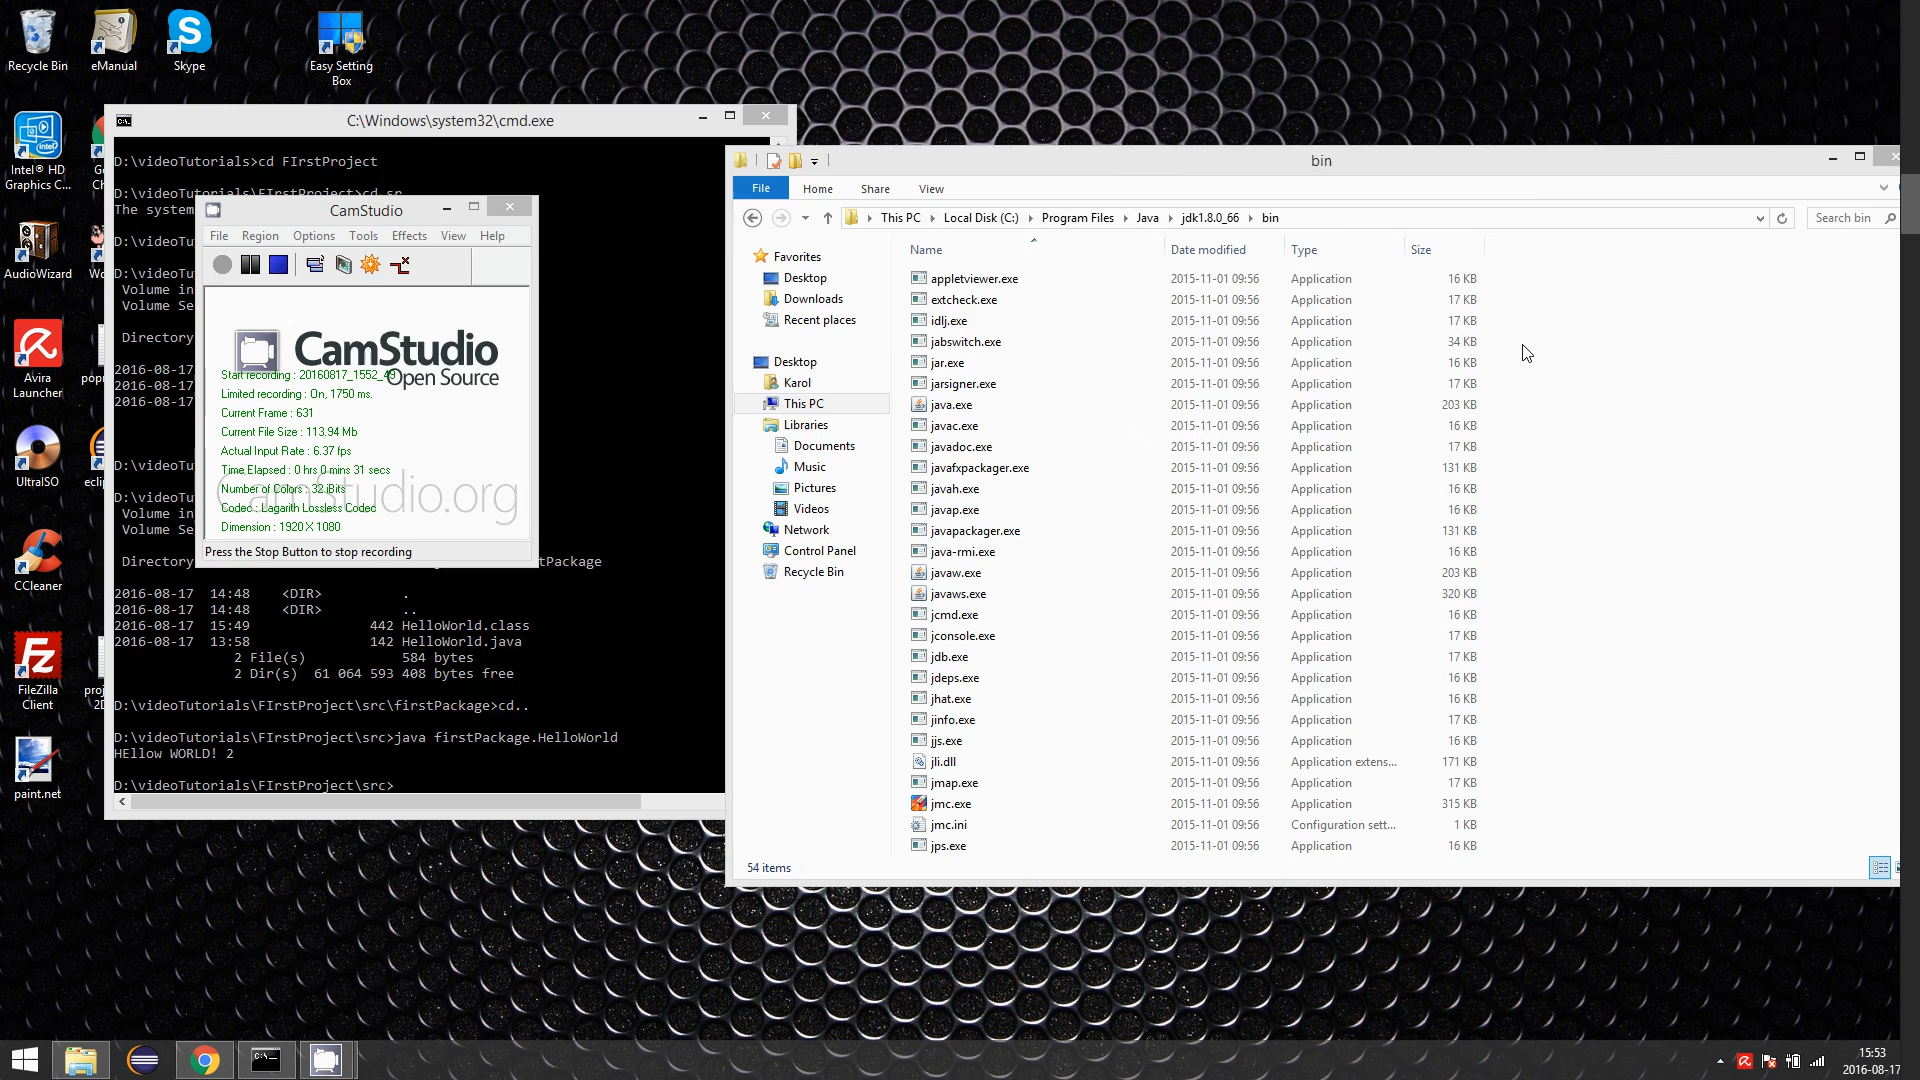 Recycle Bin
eManual
Skype
Easy Setting
Box
Intel® HD
Graphics C...
AudioWizard
Avira
Launcher
UltraISO
CCleaner
FileZilla
Client
paint.net
C:\Windows\system32\cmd.exe
D:\videoTutorials>cd FIrstProject
D:\videoTutorials\FIrstProject>cd sr
The system
D:\videoTu
D:\videoTu
Volume in
Volume Se
Directory
2016-08-17
2016-08-17
2016-08-17
D:\videoTu
D:\videoTu
Volume in
Volume Se
Directory
stPackage
2016-08-17 14:48 <DIR> .
2016-08-17 14:48 <DIR> ..
2016-08-17 15:49 442 HelloWorld.class
2016-08-17 13:58 142 HelloWorld.java
2 File(s) 584 bytes
2 Dir(s) 61 064 593 408 bytes free
D:\videoTutorials\FIrstProject\src\firstPackage>cd..
D:\videoTutorials\FIrstProject\src>java firstPackage.HelloWorld
HEllow WORLD! 2
D:\videoTutorials\FIrstProject\src>
CamStudio
File Region Options Tools Effects View Help
CamStudio
Open Source
CamStudio.org
Start recording : 20160817_1552_49
Limited recording : On, 1750 ms.
Current Frame : 631
Current File Size : 113.94 Mb
Actual Input Rate : 6.37 fps
Time Elapsed : 0 hrs 0 mins 31 secs
Number of Colors : 32 iBits
Codec : Lagarith Lossless Codec
Dimension : 1920 X 1080
Press the Stop Button to stop recording
bin
File Home Share View
This PC Local Disk (C:) Program Files Java jdk1.8.0_66 bin
Search bin
Favorites
Desktop
Downloads
Recent places
Desktop
Karol
This PC
Libraries
Documents
Music
Pictures
Videos
Network
Control Panel
Recycle Bin
Name Date modified Type Size
appletviewer.exe 2015-11-01 09:56 Application 16 KB
extcheck.exe 2015-11-01 09:56 Application 17 KB
idlj.exe 2015-11-01 09:56 Application 17 KB
jabswitch.exe 2015-11-01 09:56 Application 34 KB
jar.exe 2015-11-01 09:56 Application 16 KB
jarsigner.exe 2015-11-01 09:56 Application 17 KB
java.exe 2015-11-01 09:56 Application 203 KB
javac.exe 2015-11-01 09:56 Application 16 KB
javadoc.exe 2015-11-01 09:56 Application 17 KB
javafxpackager.exe 2015-11-01 09:56 Application 131 KB
javah.exe 2015-11-01 09:56 Application 16 KB
javap.exe 2015-11-01 09:56 Application 16 KB
javapackager.exe 2015-11-01 09:56 Application 131 KB
java-rmi.exe 2015-11-01 09:56 Application 16 KB
javaw.exe 2015-11-01 09:56 Application 203 KB
javaws.exe 2015-11-01 09:56 Application 320 KB
jcmd.exe 2015-11-01 09:56 Application 16 KB
jconsole.exe 2015-11-01 09:56 Application 17 KB
jdb.exe 2015-11-01 09:56 Application 17 KB
jdeps.exe 2015-11-01 09:56 Application 16 KB
jhat.exe 2015-11-01 09:56 Application 16 KB
jinfo.exe 2015-11-01 09:56 Application 17 KB
jjs.exe 2015-11-01 09:56 Application 16 KB
jli.dll 2015-11-01 09:56 Application extens... 171 KB
jmap.exe 2015-11-01 09:56 Application 17 KB
jmc.exe 2015-11-01 09:56 Application 315 KB
jmc.ini 2015-11-01 09:56 Configuration sett... 1 KB
jps.exe 2015-11-01 09:56 Application 16 KB
54 items
15:53
2016-08-17